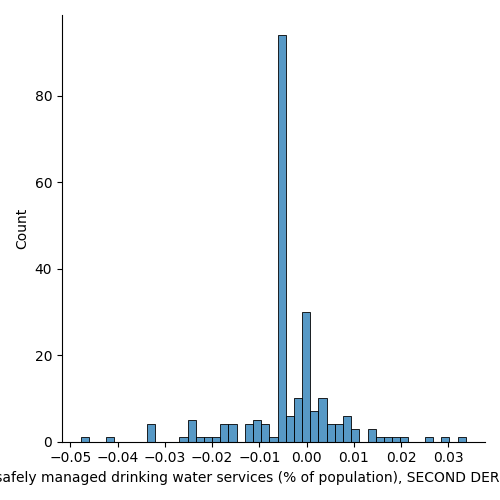 80
60
40
20
0
Count
−0.05 −0.04 −0.03 −0.02 −0.01 0.00 0.01 0.02 0.03
safely managed drinking water services (% of population), SECOND DER